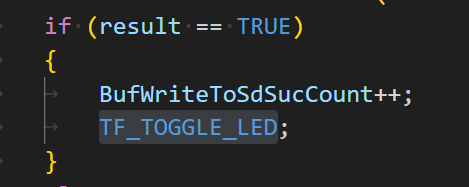 if (result == TRUE)
{
BufWriteToSdSucCount++;
TF_TOGGLE_LED;
}